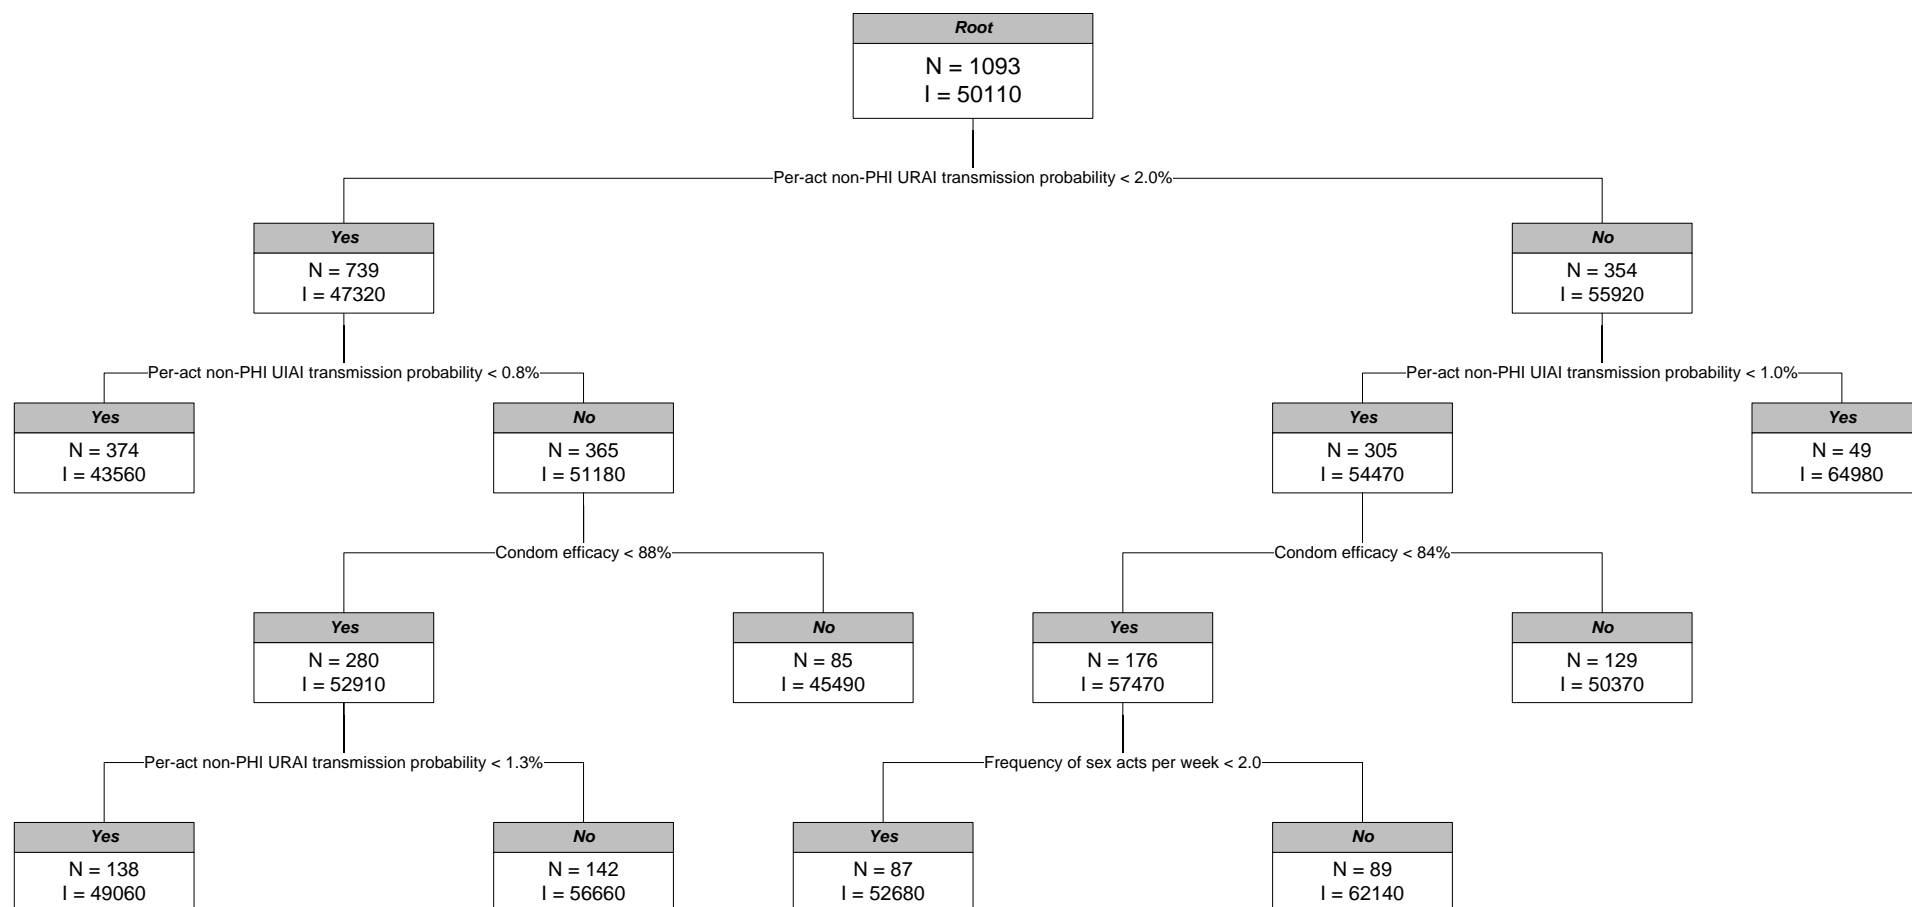 Root
N = 1093
I = 50110
Per-act non-PHI URAI transmission probability < 2.0%
Yes
N = 739
I = 47320
No
N = 354
I = 55920
Per-act non-PHI UIAI transmission probability < 0.8%
Per-act non-PHI UIAI transmission probability < 1.0%
Yes
N = 374
I = 43560
No
N = 365
I = 51180
Yes
N = 305
I = 54470
Yes
N = 49
I = 64980
Condom efficacy < 88%
Condom efficacy < 84%
Yes
N = 280
I = 52910
No
N = 85
I = 45490
Yes
N = 176
I = 57470
No
N = 129
I = 50370
Per-act non-PHI URAI transmission probability < 1.3%
Frequency of sex acts per week < 2.0
Yes
N = 138
I = 49060
No
N = 142
I = 56660
Yes
N = 87
I = 52680
No
N = 89
I = 62140